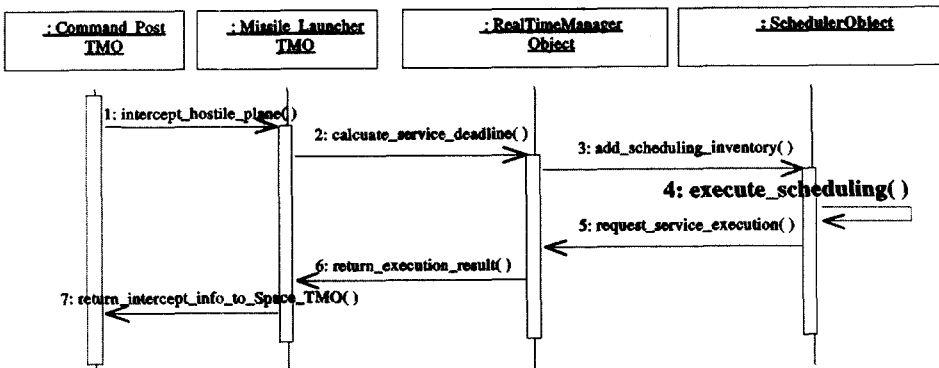 : Command Post
TMO
: Missile Launcher
TMO
: RealTimeManager
Object
: SchedulerObject
1: intercept_hostile_plane( )
2: calcuate_service_deadline( )
3: add_scheduling_inventory( )
4: execute_scheduling( )
5: request_service_execution( )
6: return_execution_result( )
7: return_intercept_info_to_Space_TMO( )